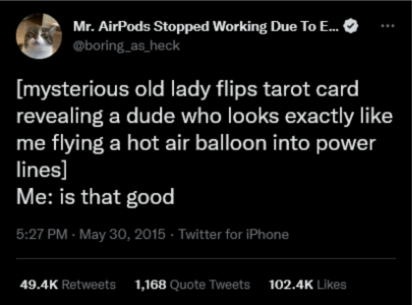 Mr. AirPods Stopped Working Due To E...
@boring_as_heck
[mysterious old lady flips tarot card
revealing a dude who looks exactly like
me flying a hot air balloon into power
lines]
Me: is that good
5:27 PM · May 30, 2015 · Twitter for iPhone
49.4K Retweets 1,168 Quote Tweets 102.4K Likes